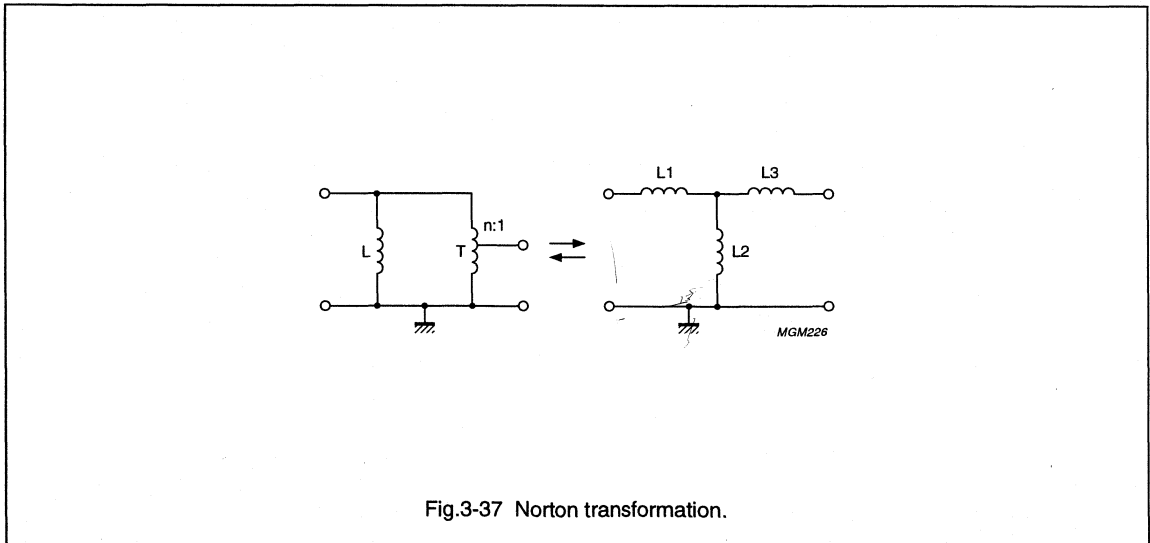 L1 L3
n:1
L T L2
MGM226
Fig.3-37 Norton transformation.